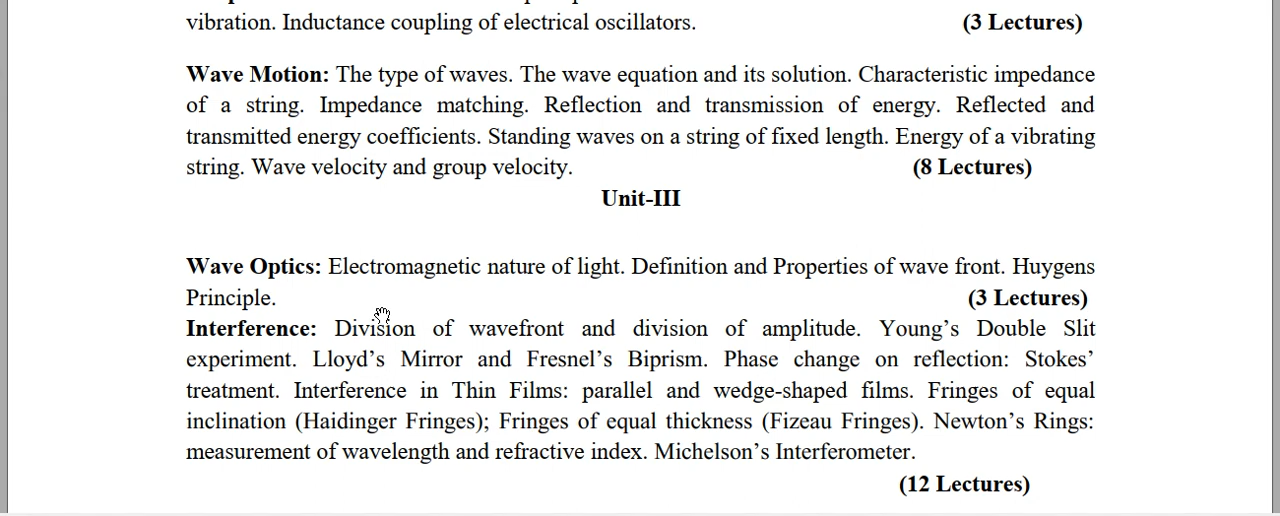 vibration. Inductance coupling of electrical oscillators. (3 Lectures)
Wave Motion: The type of waves. The wave equation and its solution. Characteristic impedance
of a string. Impedance matching. Reflection and transmission of energy. Reflected and
transmitted energy coefficients. Standing waves on a string of fixed length. Energy of a vibrating
string. Wave velocity and group velocity. (8 Lectures)
Unit-III
Wave Optics: Electromagnetic nature of light. Definition and Properties of wave front. Huygens
Principle. (3 Lectures)
Interference: Division of wavefront and division of amplitude. Young’s Double Slit
experiment. Lloyd’s Mirror and Fresnel’s Biprism. Phase change on reflection: Stokes’
treatment. Interference in Thin Films: parallel and wedge-shaped films. Fringes of equal
inclination (Haidinger Fringes); Fringes of equal thickness (Fizeau Fringes). Newton’s Rings:
measurement of wavelength and refractive index. Michelson’s Interferometer.
(12 Lectures)